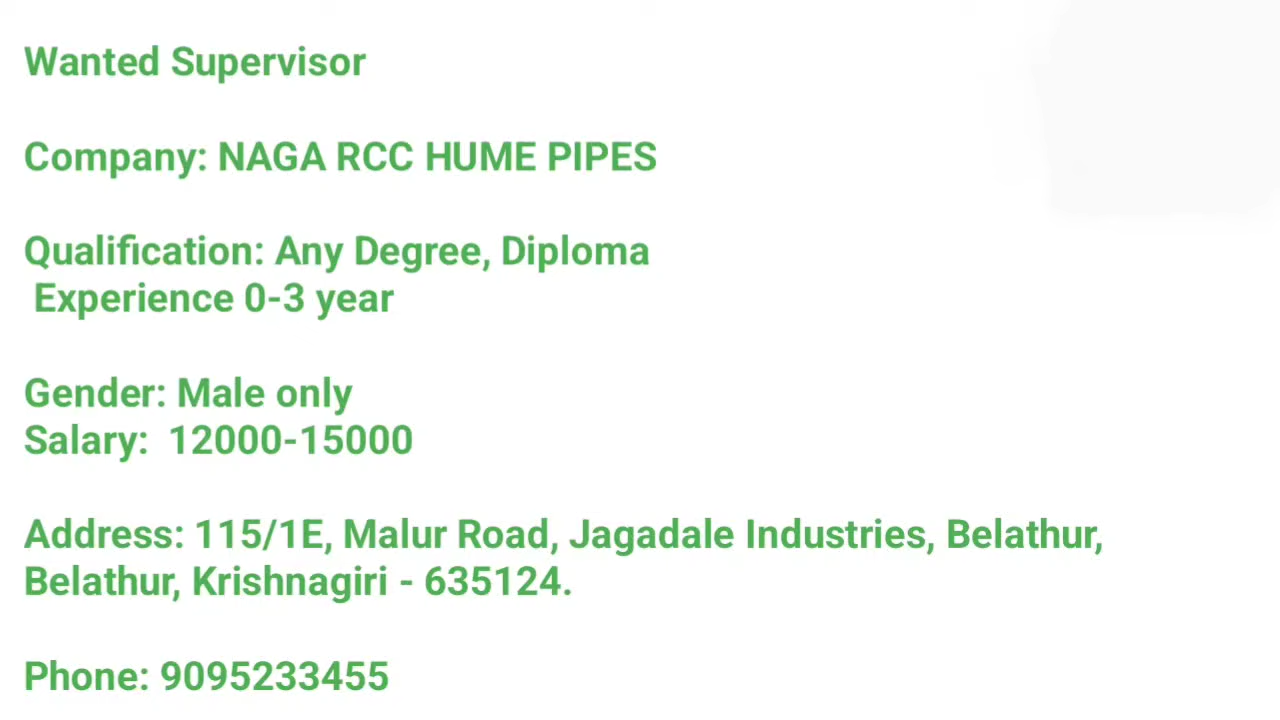 Wanted Supervisor
Company: NAGA RCC HUME PIPES
Qualification: Any Degree, Diploma
Experience 0-3 year
Gender: Male only
Salary: 12000-15000
Address: 115/1E, Malur Road, Jagadale Industries, Belathur,
Belathur, Krishnagiri - 635124.
Phone: 9095233455